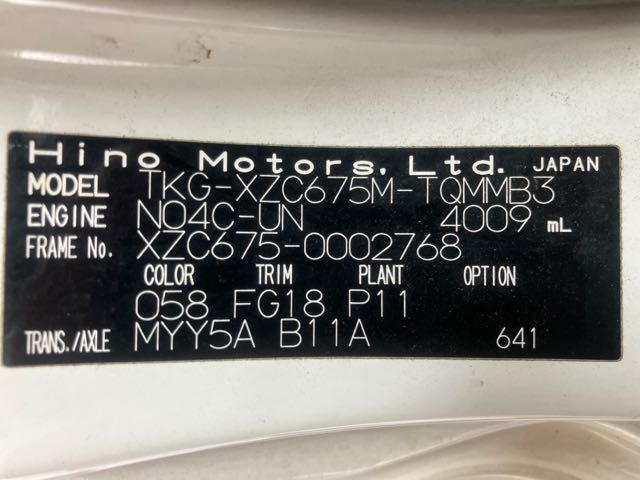 Hino Motors, Ltd. JAPAN
MODEL TKG-XZC675M-TQMMB3
ENGINE N04C-UN 4009 mL
FRAME No. XZC675-0002768
COLOR TRIM PLANT OPTION
058 FG18 P11
TRANS./AXLE MYY5A B11A 641